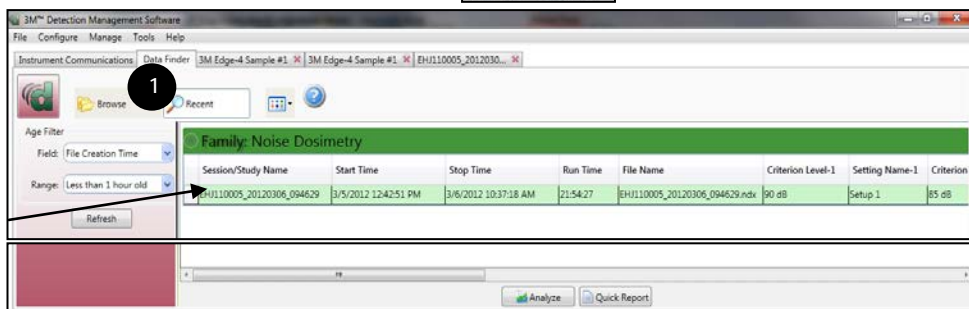 3M™ Detection Management Software
File Configure Manage Tools Help
Instrument Communications Data Finder 3M Edge-4 Sample #1 3M Edge-4 Sample #1 EHJ110005_2012030...
1
Browse Recent
Age Filter
Field: File Creation Time
Range: Less than 1 hour old
Refresh
Family: Noise Dosimetry
Session/Study Name Start Time Stop Time Run Time File Name Criterion Level-1 Setting Name-1 Criterion
EHJ110005_20120306_094629 3/5/2012 12:42:51 PM 3/6/2012 10:37:18 AM 21:54:27 EHJ110005_20120306_094629.ndx 90 dB Setup 1 85 dB
Analyze Quick Report